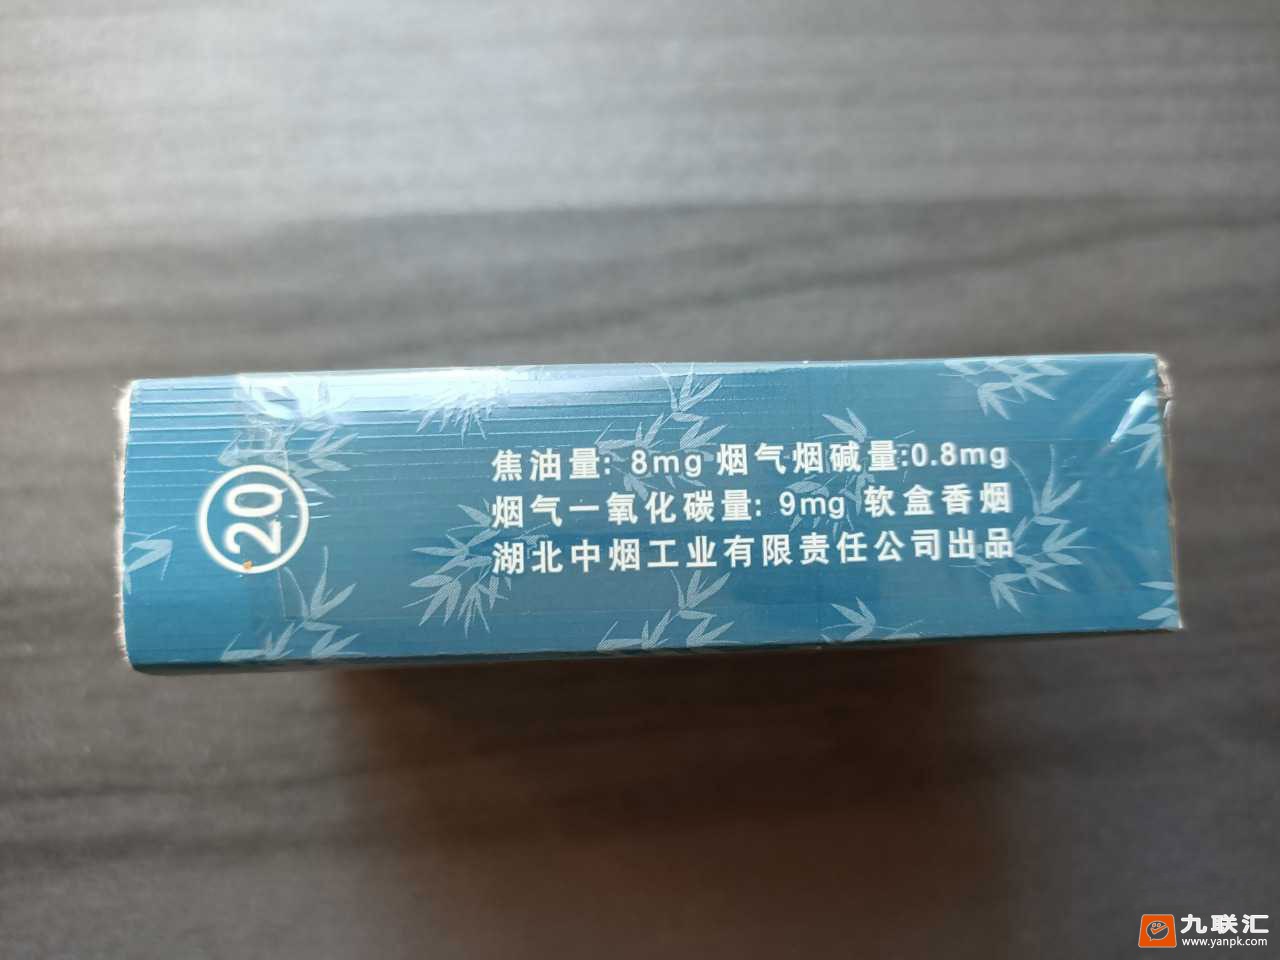 20
焦油量: 8mg 烟气烟碱量:0.8mg
烟气一氧化碳量: 9mg 软盒香烟
湖北中烟工业有限责任公司出品
九联汇
www.yanpk.com